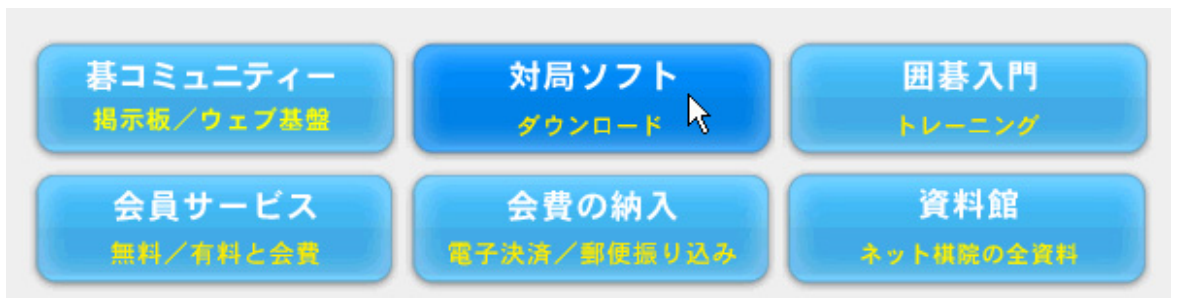 碁コミュニティー
掲示板／ウェブ基盤
対局ソフト
ダウンロード
囲碁入門
トレーニング
会員サービス
無料／有料と会費
会費の納入
電子決済／郵便振り込み
資料館
ネット棋院の全資料